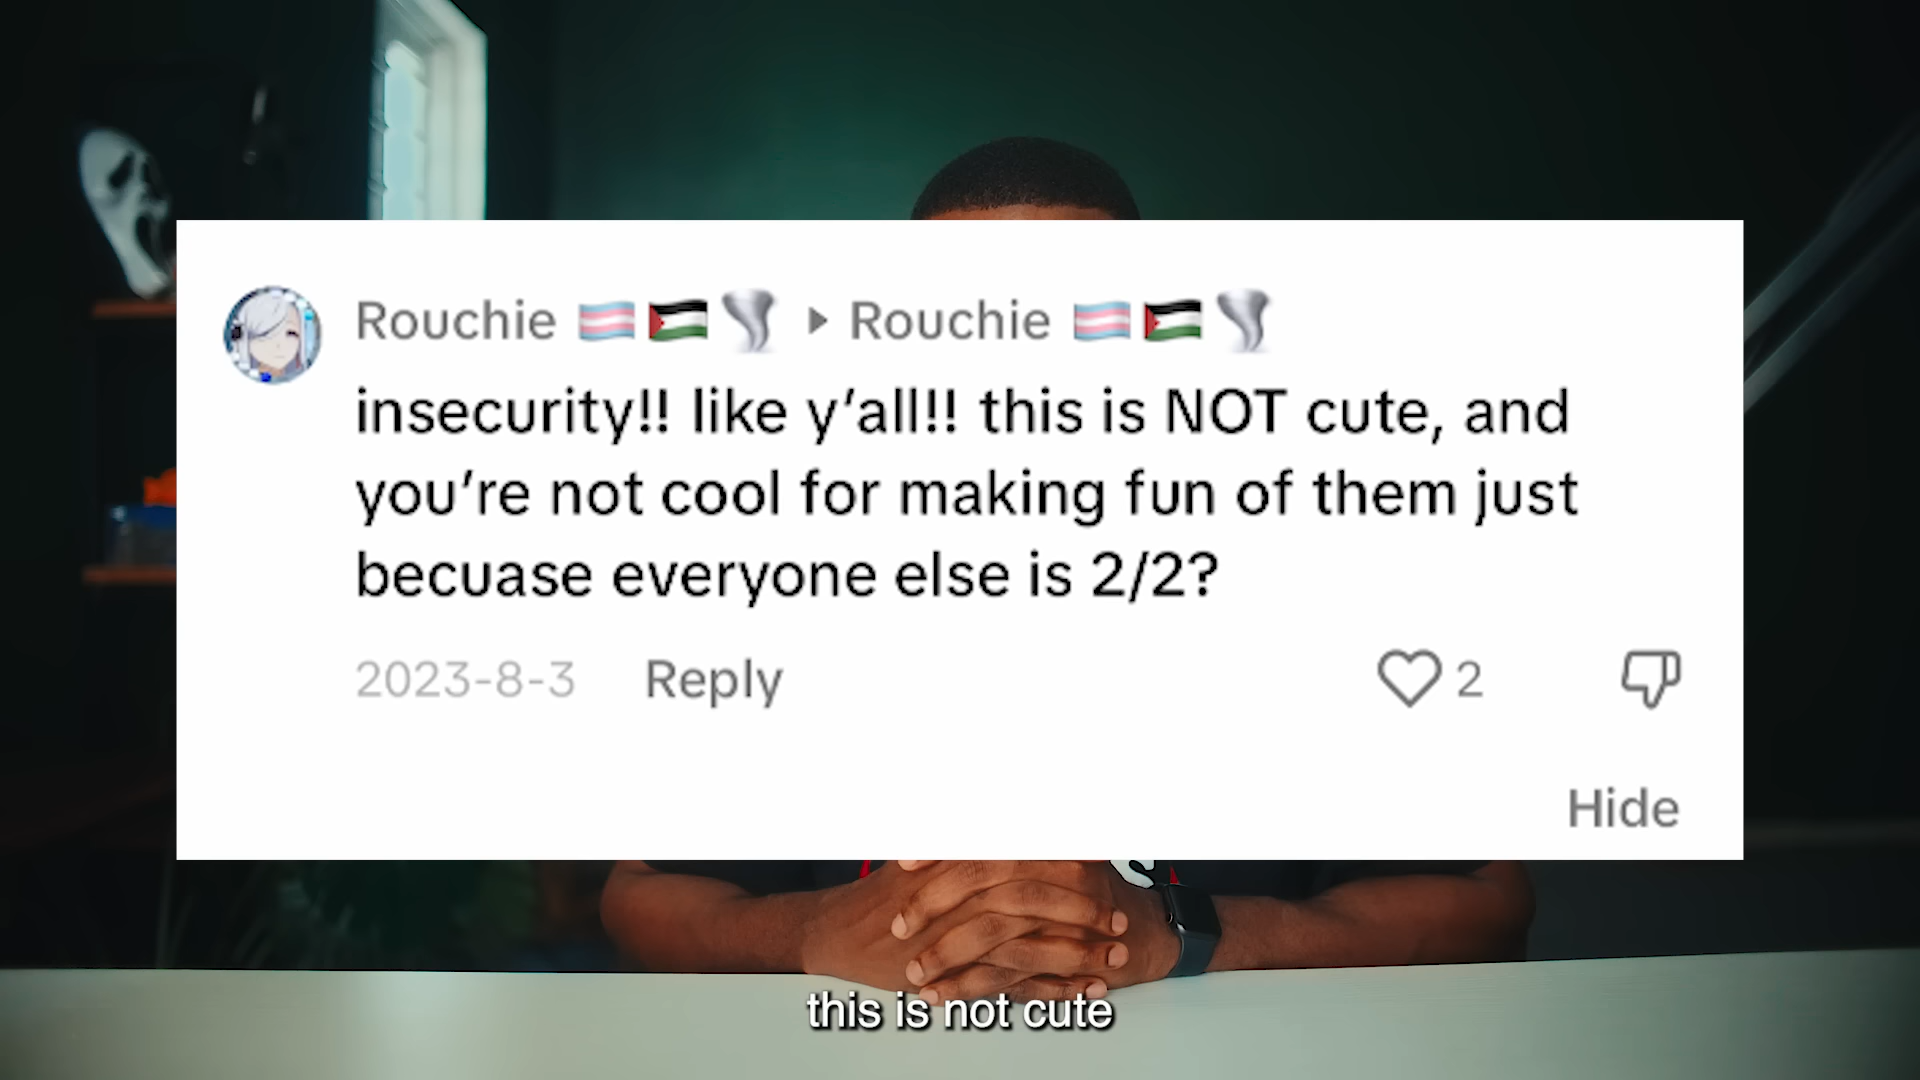 Rouchie 🏳️‍⚧️🇵🇸🌪️ ▸ Rouchie 🏳️‍⚧️🇵🇸🌪️
insecurity!! like y’all!! this is NOT cute, and
you’re not cool for making fun of them just
becuase everyone else is 2/2?
2023-8-3 Reply 2
Hide
this is not cute